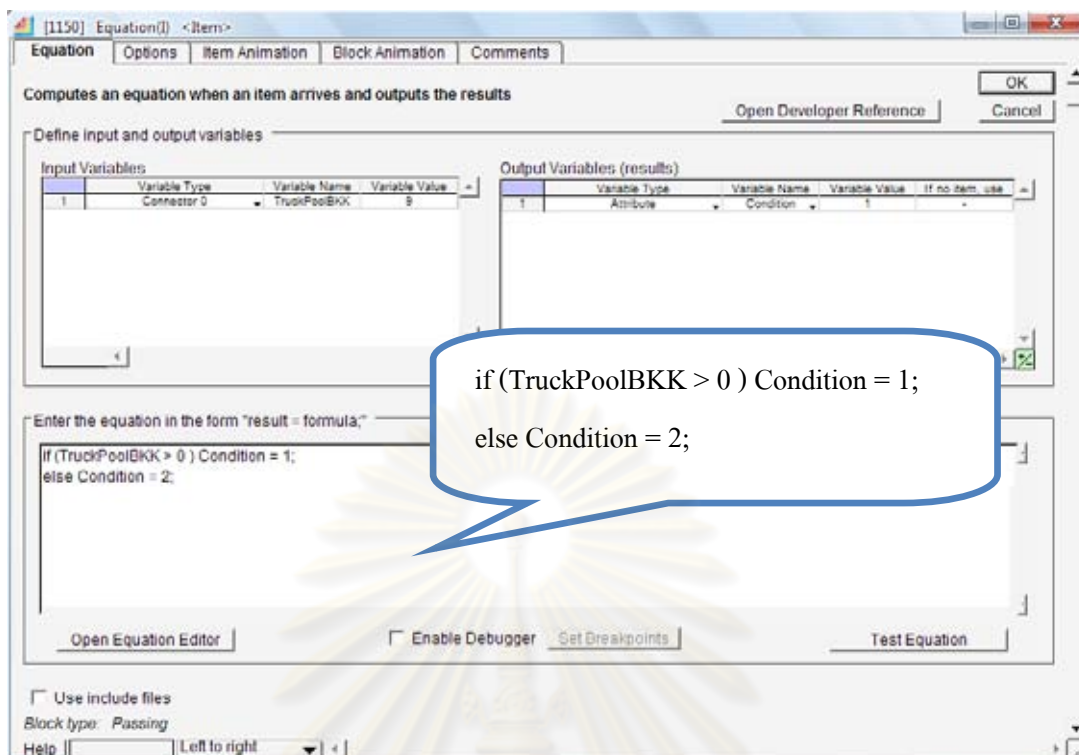 [1150] Equation(I) <Item>
Equation Options Item Animation Block Animation Comments
Computes an equation when an item arrives and outputs the results
OK
Open Developer Reference Cancel
Define input and output variables
Input Variables
Variable Type Variable Name Variable Value
1 Connector 0 TruckPoolBKK 9
Output Variables (results)
Variable Type Variable Name Variable Value If no item, use
1 Attribute Condition 1 -
if (TruckPoolBKK > 0 ) Condition = 1;
else Condition = 2;
Enter the equation in the form "result = formula;"
if (TruckPoolBKK > 0 ) Condition = 1;
else Condition = 2;
Open Equation Editor Enable Debugger Set Breakpoints Test Equation
Use include files
Block type: Passing
Help Left to right